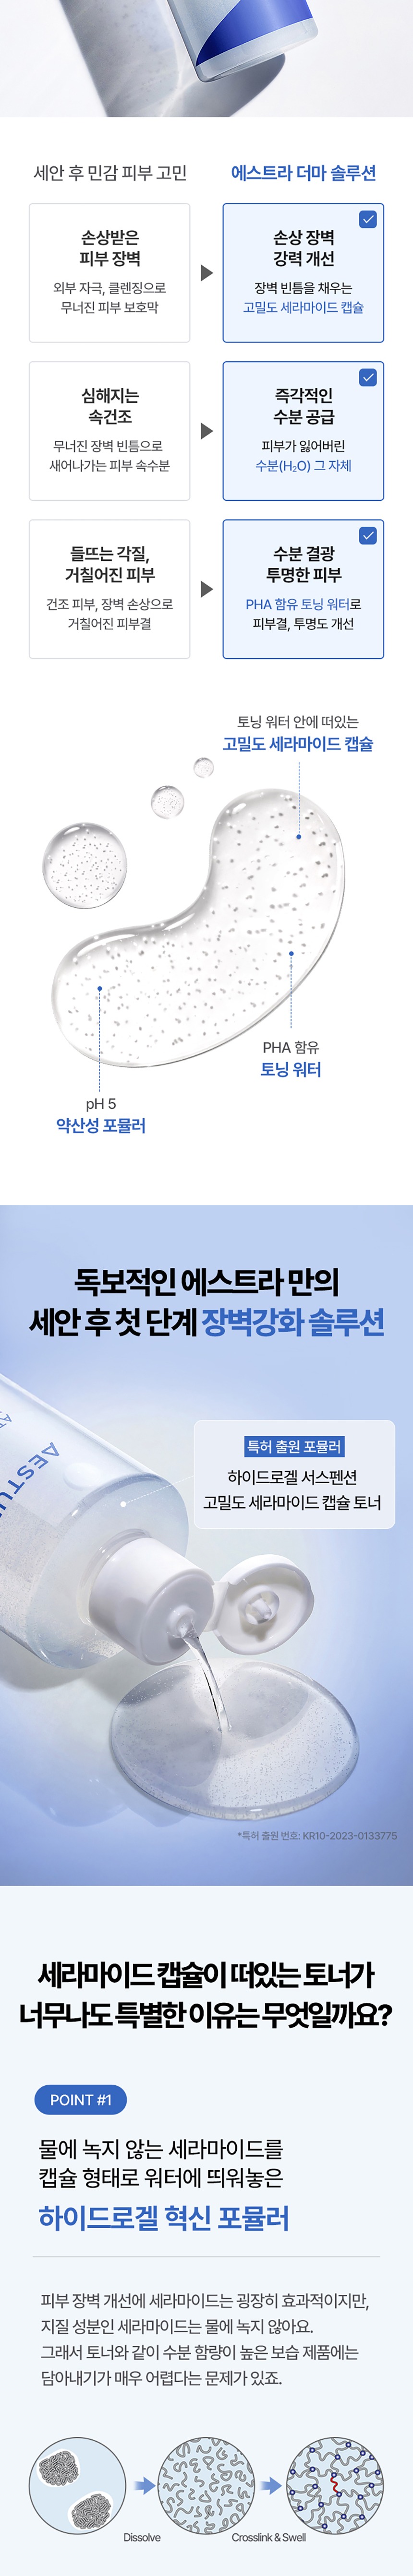 세안 후 민감 피부 고민
에스트라 더마 솔루션
손상받은
피부 장벽
외부 자극, 클렌징으로
무너진 피부 보호막
손상 장벽
강력 개선
장벽 빈틈을 채우는
고밀도 세라마이드 캡슐
심해지는
속건조
무너진 장벽 빈틈으로
새어나가는 피부 속수분
즉각적인
수분 공급
피부가 잃어버린
수분(H₂O) 그 자체
들뜨는 각질,
거칠어진 피부
건조 피부, 장벽 손상으로
거칠어진 피부결
수분 결광
투명한 피부
PHA 함유 토닝 워터로
피부결, 투명도 개선
토닝 워터 안에 떠있는
고밀도 세라마이드 캡슐
PHA 함유
토닝 워터
pH 5
약산성 포뮬러
독보적인 에스트라 만의
세안 후 첫 단계 장벽강화 솔루션
특허 출원 포뮬러
하이드로겔 서스펜션
고밀도 세라마이드 캡슐 토너
AESTU
*특허 출원 번호: KR10-2023-0133775
세라마이드 캡슐이 떠있는 토너가
너무나도 특별한 이유는 무엇일까요?
POINT #1
물에 녹지 않는 세라마이드를
캡슐 형태로 워터에 띄워놓은
하이드로겔 혁신 포뮬러
피부 장벽 개선에 세라마이드는 굉장히 효과적이지만,
지질 성분인 세라마이드는 물에 녹지 않아요.
그래서 토너와 같이 수분 함량이 높은 보습 제품에는
담아내기가 매우 어렵다는 문제가 있죠.
Dissolve
Crosslink & Swell